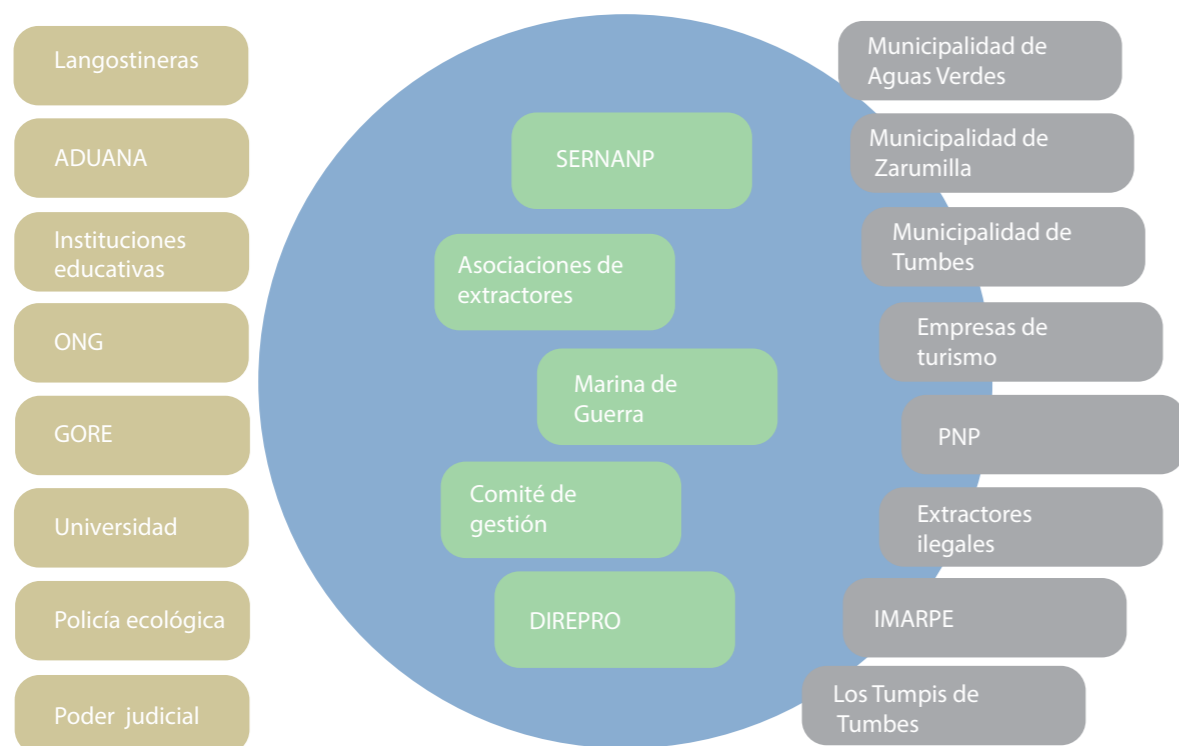 Langostineras
ADUANA
Instituciones
educativas
ONG
GORE
Universidad
Policía ecológica
Poder judicial
SERNANP
Asociaciones de
extractores
Marina de
Guerra
Comité de
gestión
DIREPRO
Municipalidad de
Aguas Verdes
Municipalidad de
Zarumilla
Municipalidad de
Tumbes
Empresas de
turismo
PNP
Extractores
ilegales
IMARPE
Los Tumpis de
Tumbes